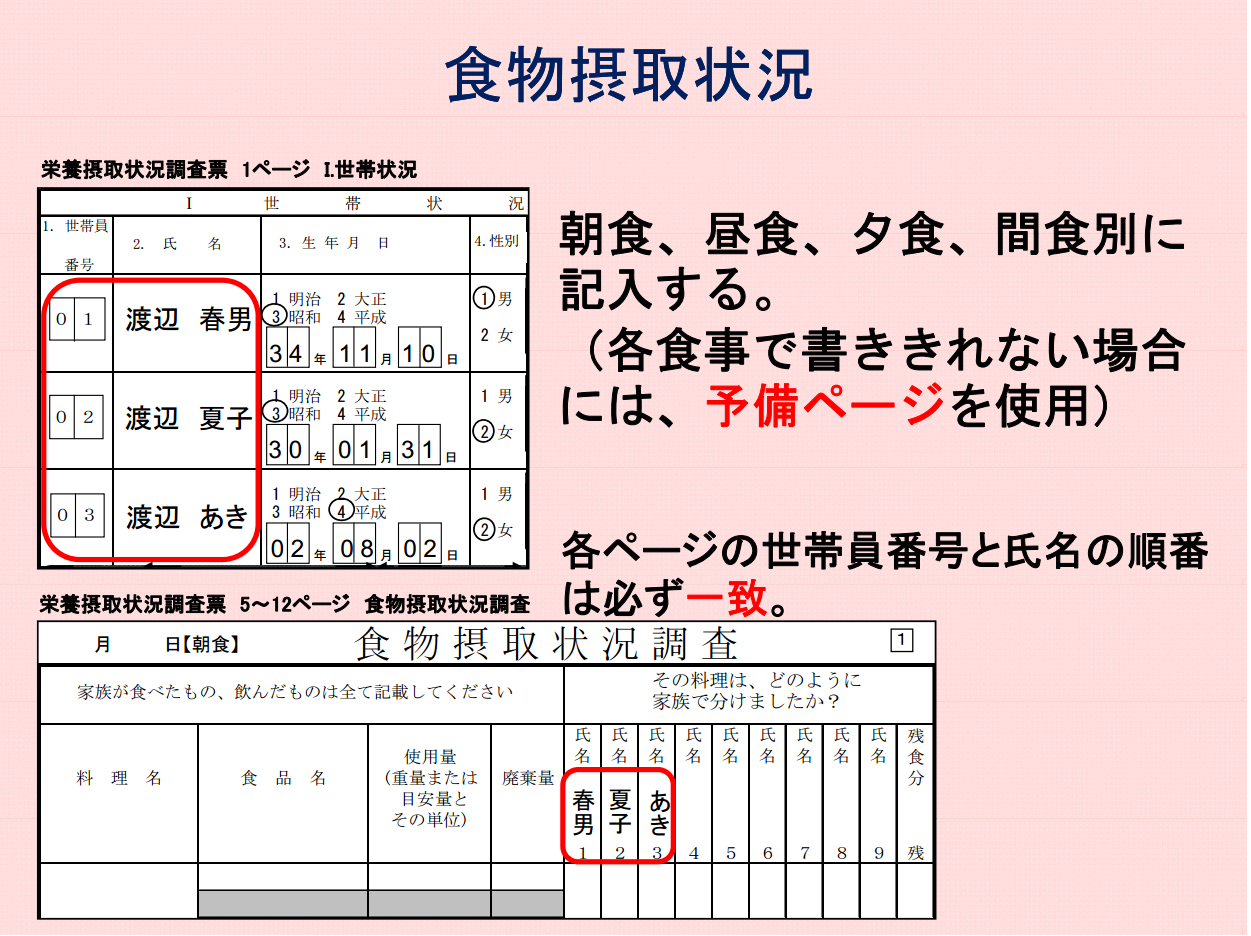 食物摂取状況
栄養摂取状況調査票 1ページ Ⅰ.世帯状況
Ⅰ 世 帯 状 況
1. 世帯員番号 2. 氏 名 3. 生 年 月 日 4.性別
01 渡辺 春男 1 明治 2 大正 3 昭和 4 平成 34年 11月 10日 1 男 2 女
02 渡辺 夏子 1 明治 2 大正 3 昭和 4 平成 30年 01月 31日 1 男 2 女
03 渡辺 あき 1 明治 2 大正 3 昭和 4 平成 02年 08月 02日 1 男 2 女
朝食、昼食、夕食、間食別に
記入する。
（各食事で書ききれない場合
には、予備ページを使用）
各ページの世帯員番号と氏名の順番
は必ず一致。
栄養摂取状況調査票 5～12ページ 食物摂取状況調査
月 日【朝食】 食物摂取状況調査 1
家族が食べたもの、飲んだものは全て記載してください
その料理は、どのように
家族で分けましたか？
料 理 名
食 品 名
使用量
（重量または
目安量と
その単位）
廃棄量
氏名 春男 1
氏名 夏子 2
氏名 あき 3
氏名 4
氏名 5
氏名 6
氏名 7
氏名 8
氏名 9
残食分 残